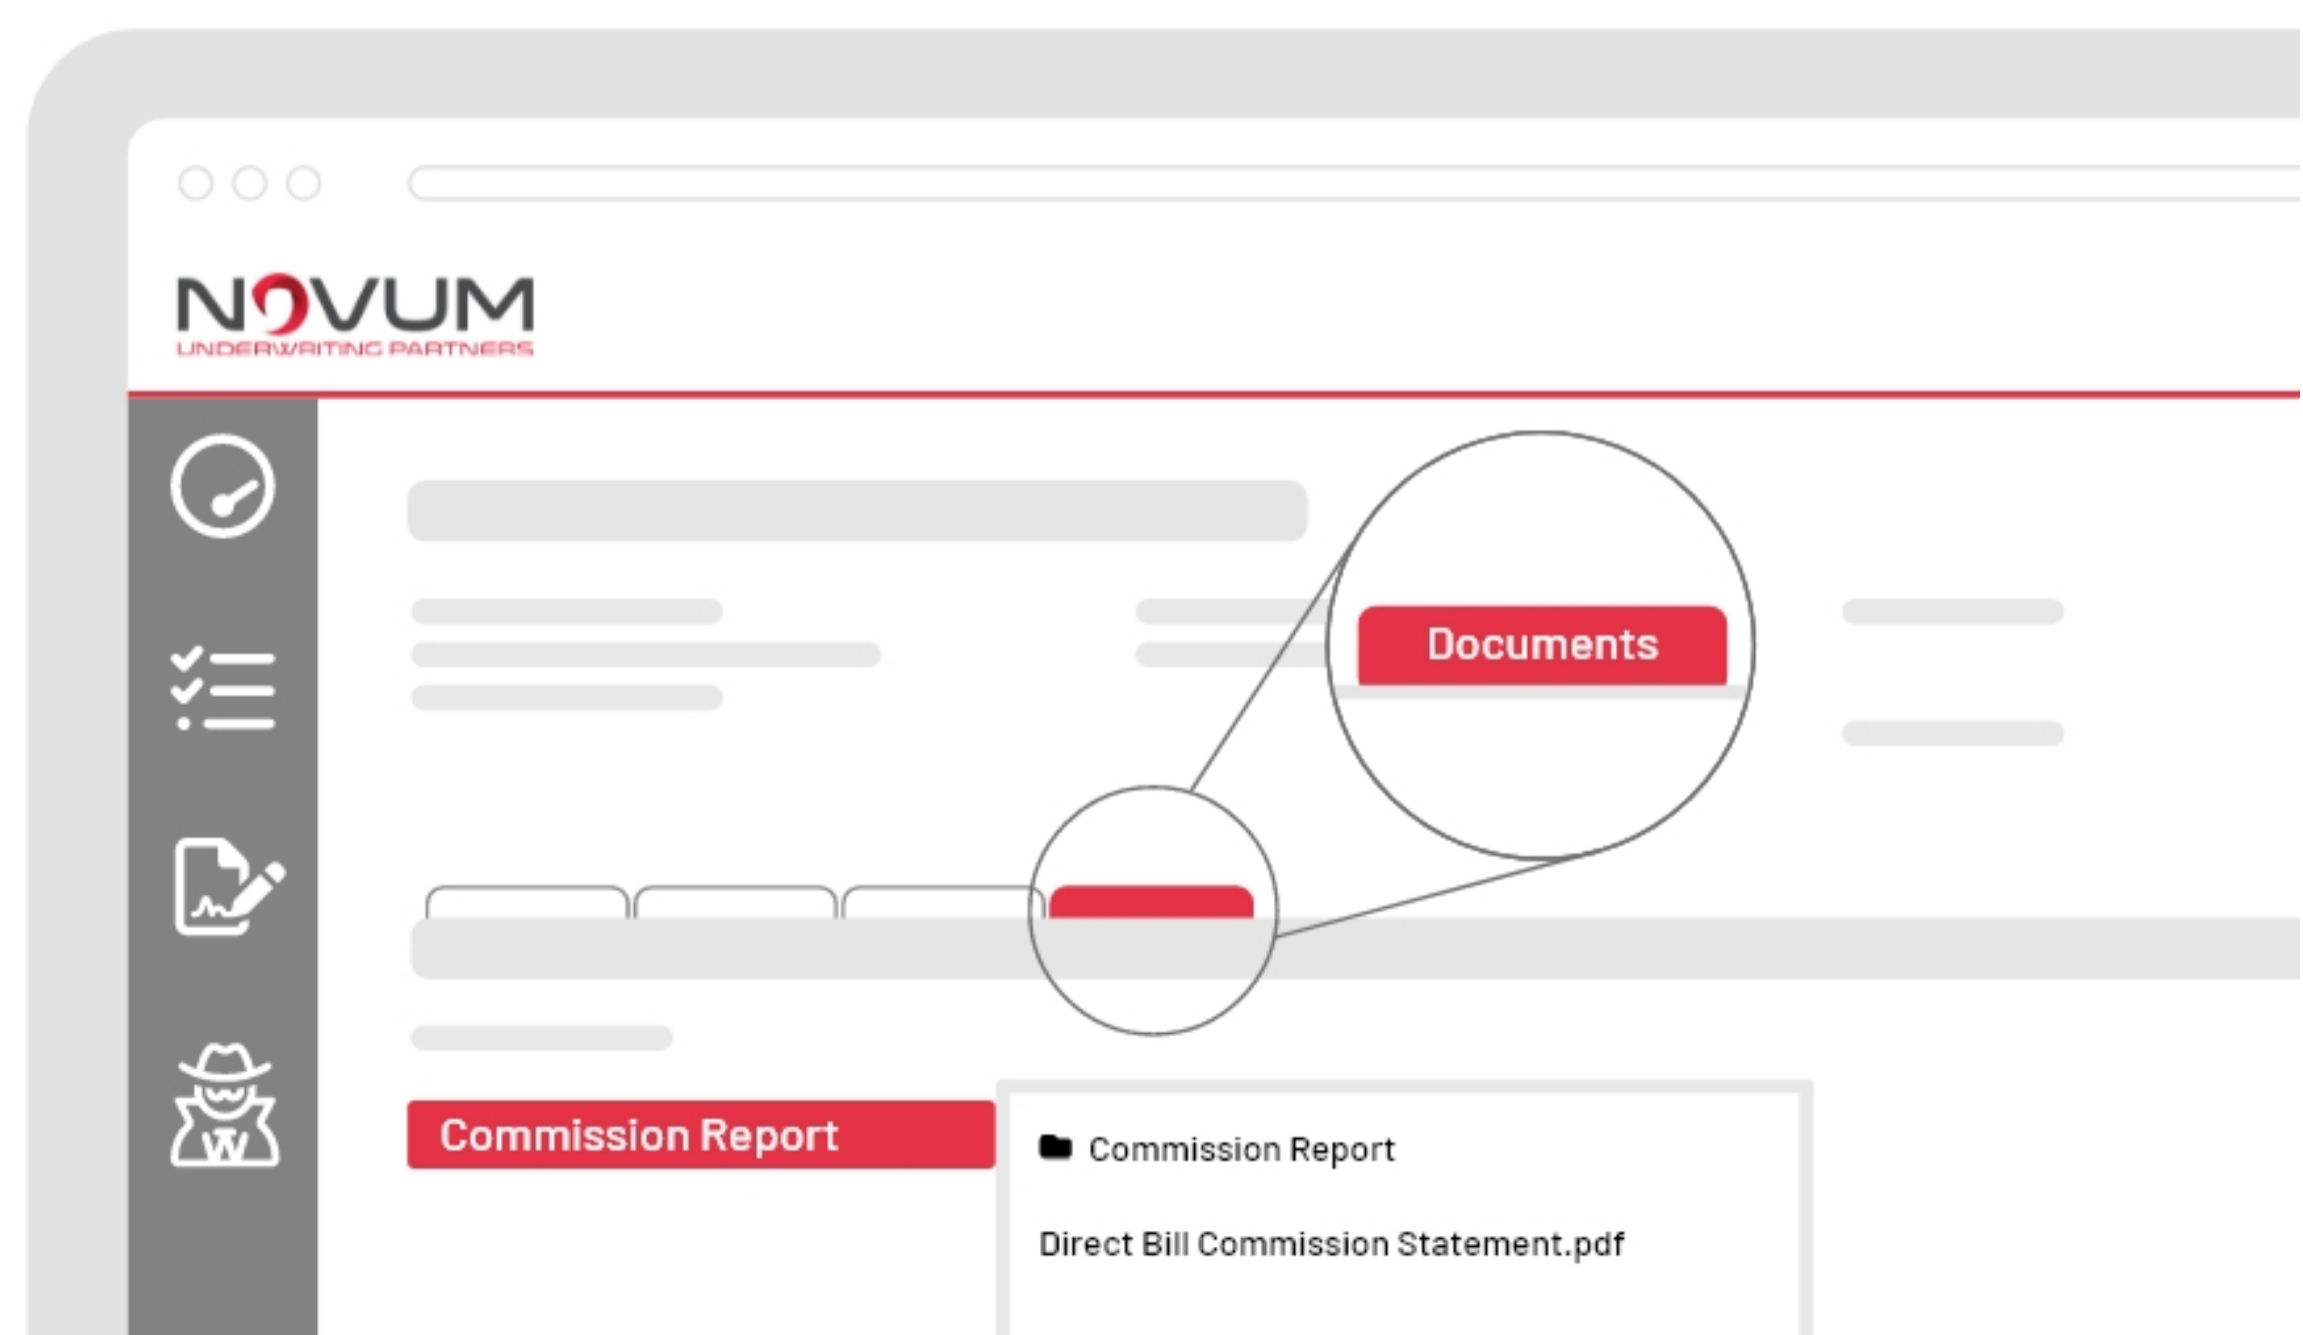 NOVUM
UNDERWRITING PARTNERS
Documents
W
Commission Report
Commission Report
Direct Bill Commission Statement.pdf